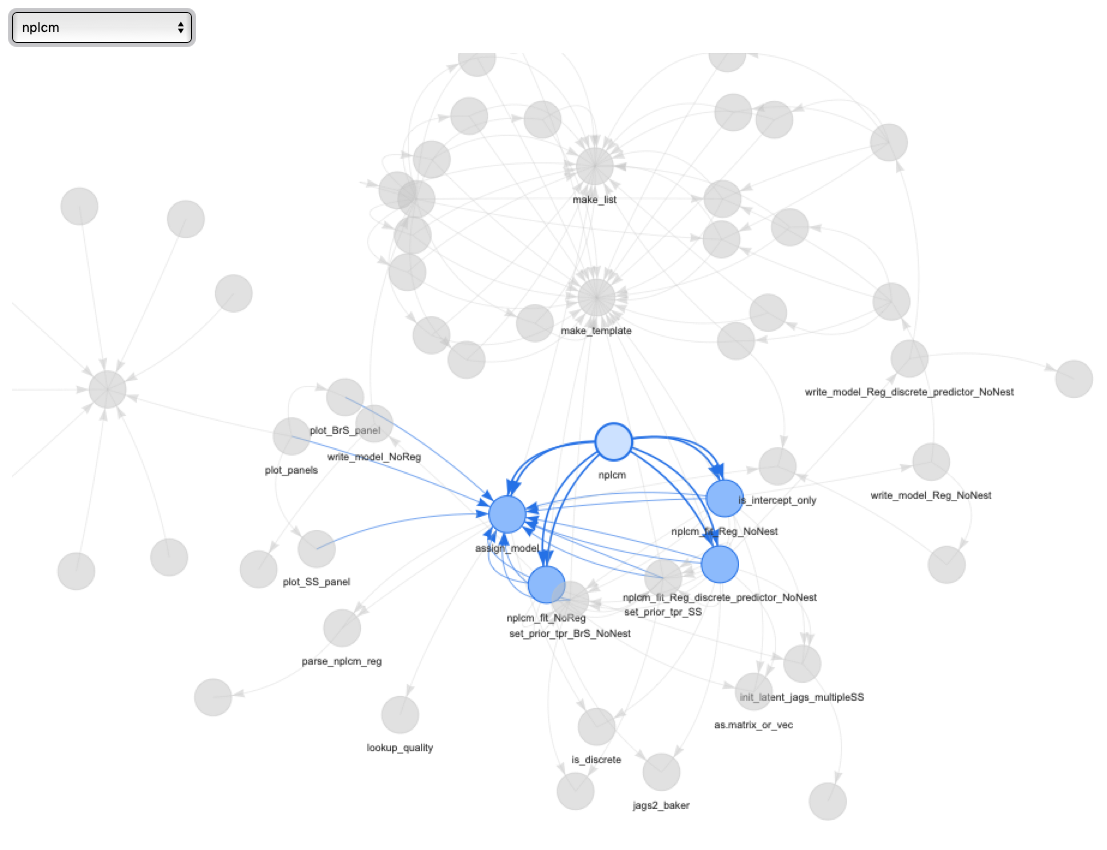 nplcm
make_list
make_template
write_model_Reg_discrete_predictor_NoNest
plot_BrS_panel
write_model_NoReg
plot_panels
nplcm
is_intercept_only
write_model_Reg_NoNest
nplcm_fit_Reg_NoNest
assign_model
plot_SS_panel
nplcm_fit_Reg_discrete_predictor_NoNest
set_prior_tpr_SS
nplcm_fit_NoReg
set_prior_tpr_BrS_NoNest
parse_nplcm_reg
init_latent_jags_multipleSS
as.matrix_or_vec
lookup_quality
is_discrete
jags2_baker